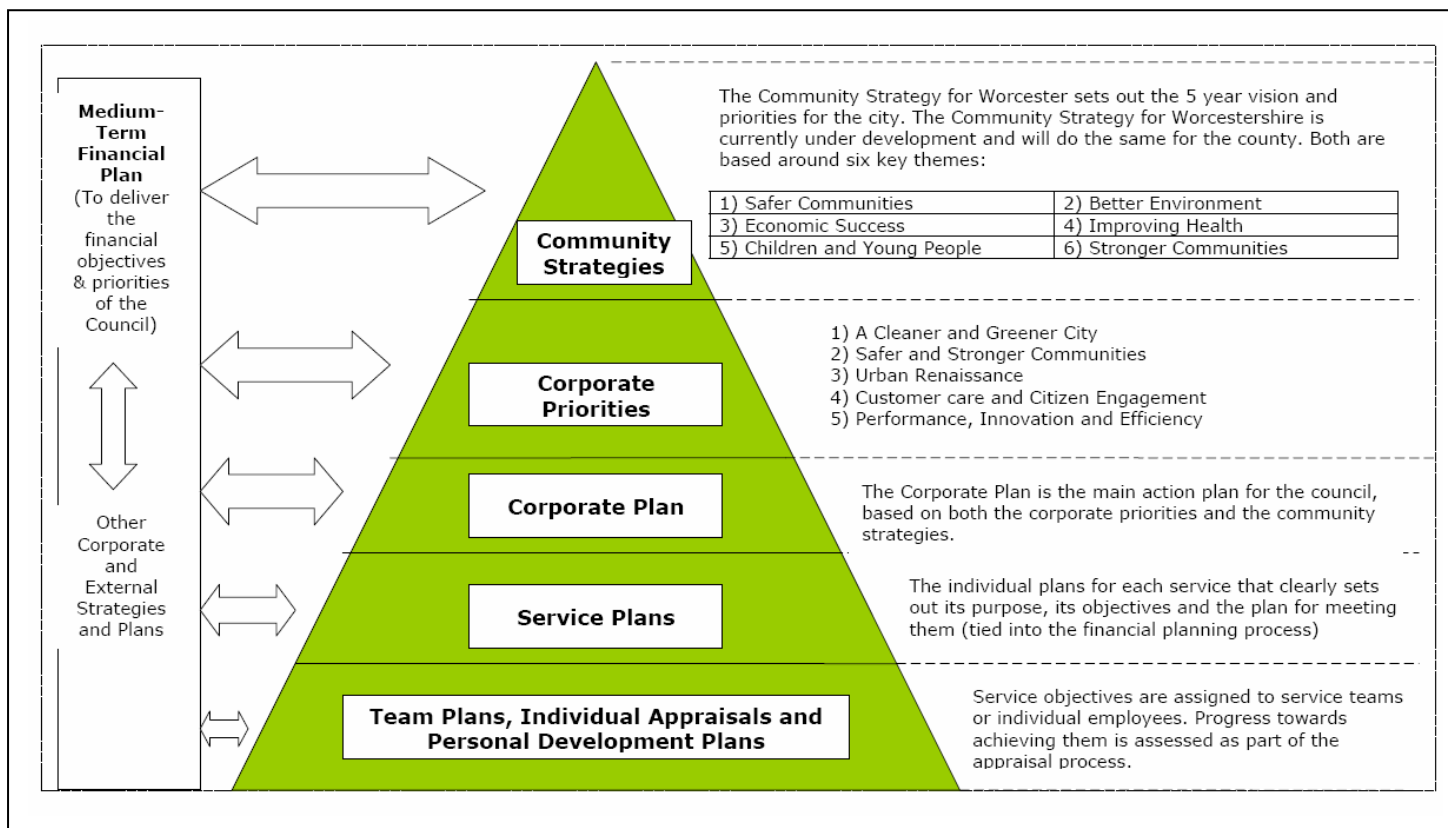 Medium-
Term
Financial
Plan
(To deliver
the
financial
objectives
& priorities
of the
Council)
Other
Corporate
and
External
Strategies
and Plans
Community
Strategies
The Community Strategy for Worcester sets out the 5 year vision and
priorities for the city. The Community Strategy for Worcestershire is
currently under development and will do the same for the county. Both are
based around six key themes:
1) Safer Communities 2) Better Environment
3) Economic Success 4) Improving Health
5) Children and Young People 6) Stronger Communities
Corporate
Priorities
1) A Cleaner and Greener City
2) Safer and Stronger Communities
3) Urban Renaissance
4) Customer care and Citizen Engagement
5) Performance, Innovation and Efficiency
Corporate Plan
The Corporate Plan is the main action plan for the council,
based on both the corporate priorities and the community
strategies.
Service Plans
The individual plans for each service that clearly sets
out its purpose, its objectives and the plan for meeting
them (tied into the financial planning process)
Team Plans, Individual Appraisals and
Personal Development Plans
Service objectives are assigned to service teams
or individual employees. Progress towards
achieving them is assessed as part of the
appraisal process.